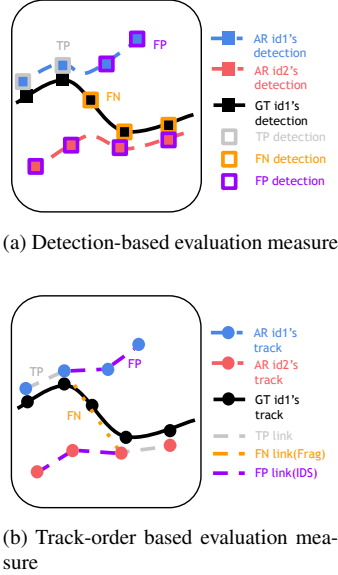 TP
FP
FN
AR id1's
detection
AR id2's
detection
GT id1's
detection
TP detection
FN detection
FP detection
(a) Detection-based evaluation measure
TP
FP
FN
AR id1's
track
AR id2's
track
GT id1's
track
TP link
FN link(Frag)
FP link(IDS)
(b) Track-order based evaluation mea-
sure